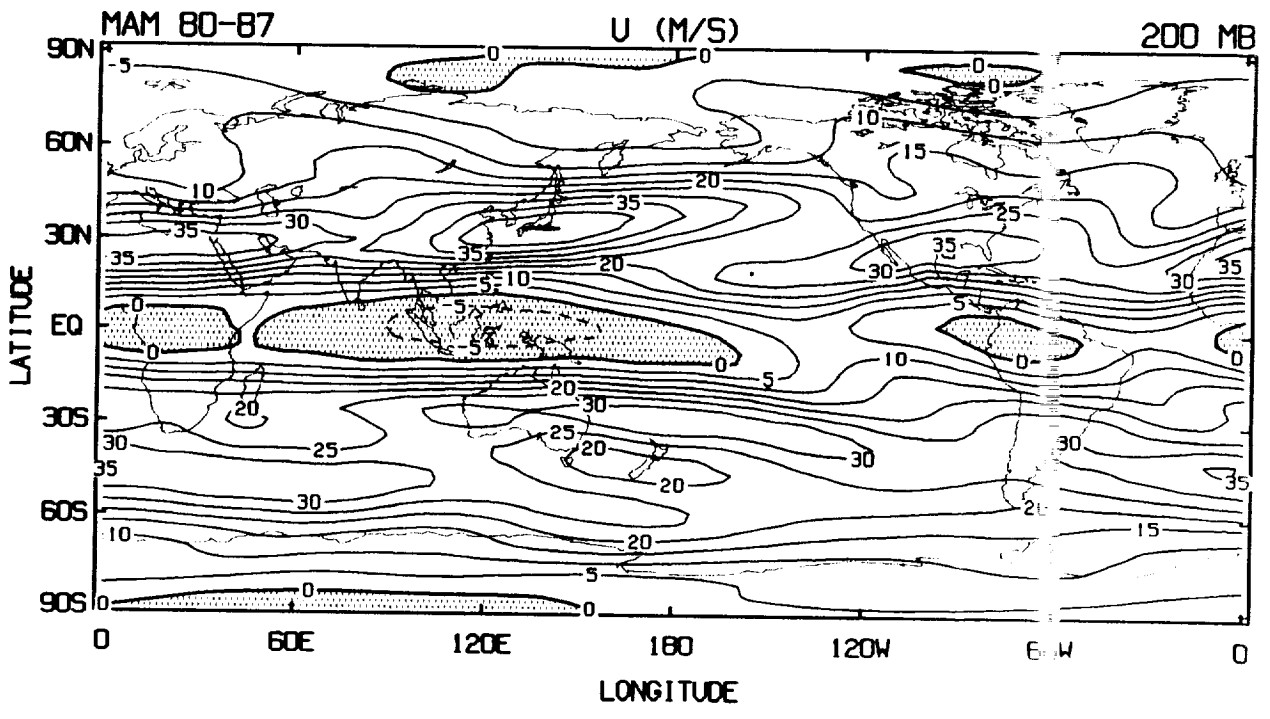 MAM 80-87 U (M/S) 200 MB
90N 0 0 0
5 0
60N 10 15
10 20 35 25
30N 35 30 35
35 35 20 30 30 35
10 5
0 5 5
EQ
0 -5 0 0 0
5 10
20
30S 20 30
30 25 25 20 30 30
35 30 20 35
60S
10 20 15
5
90S 0 0 0
0 60E 120E 180 120W 0
LATITUDE
LONGITUDE